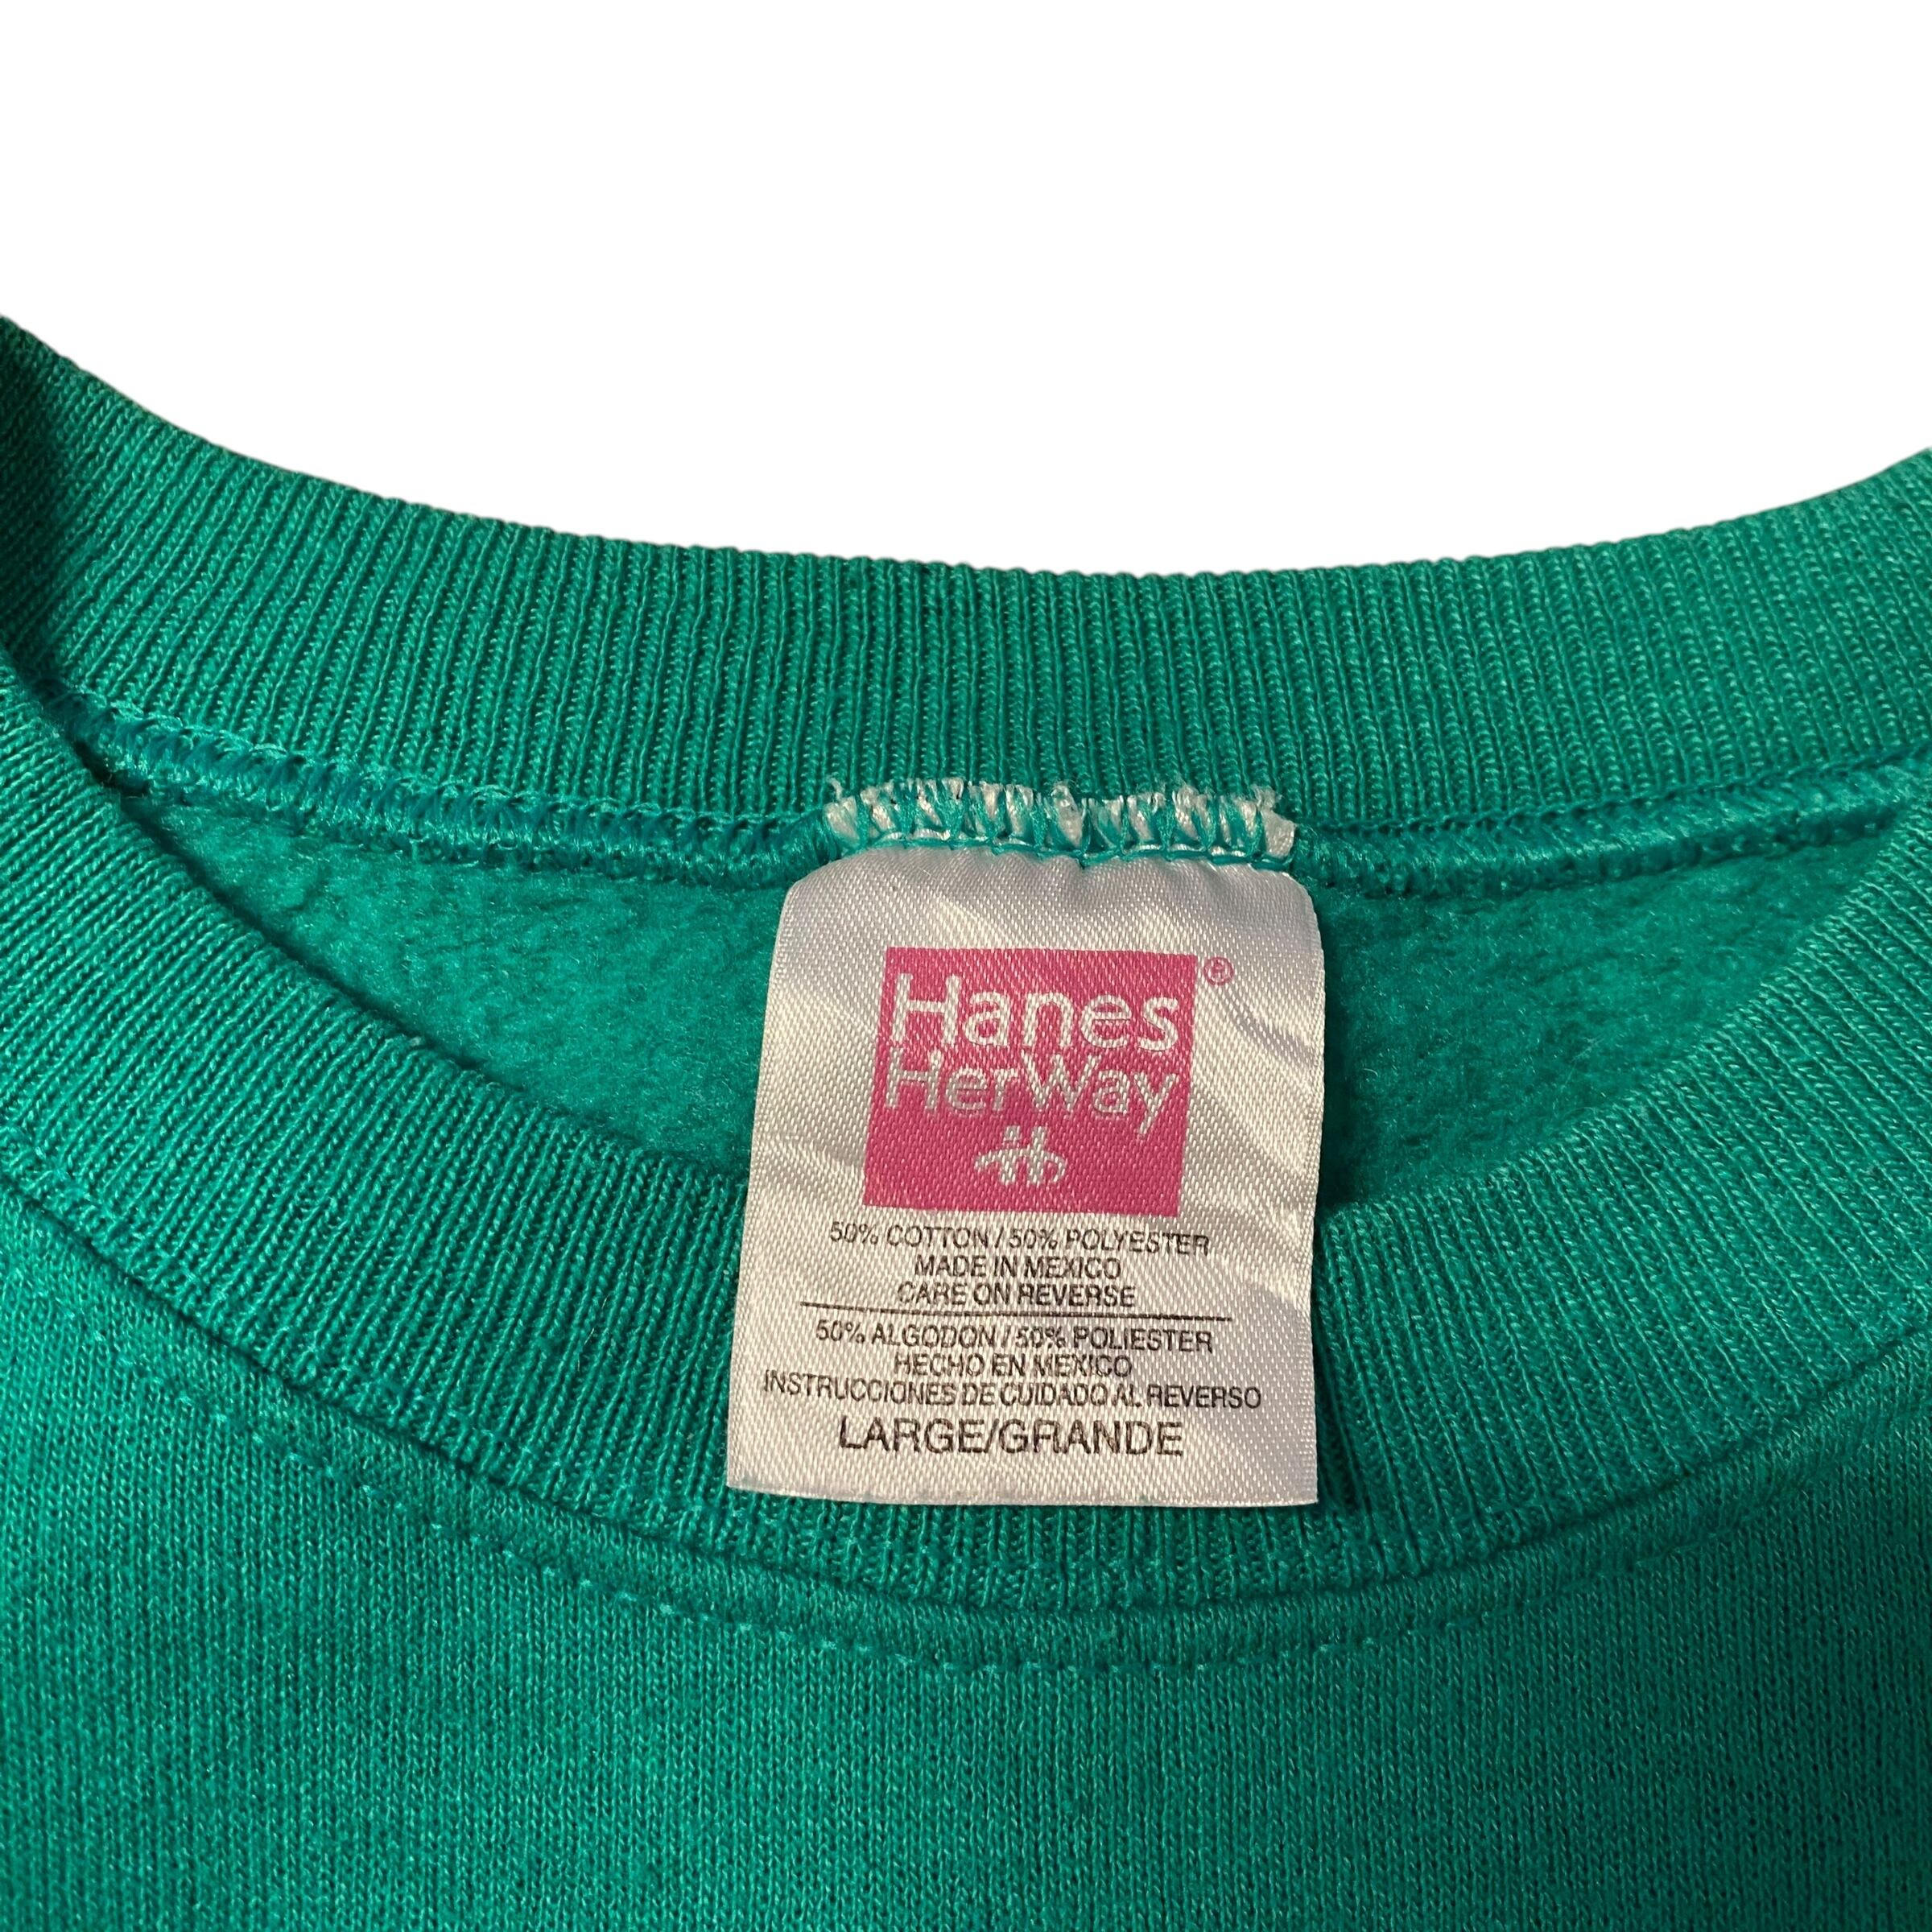 Hanes®
HerWay
50% COTTON / 50% POLYESTER
MADE IN MEXICO
CARE ON REVERSE
50% ALGODON / 50% POLIESTER
HECHO EN MEXICO
INSTRUCCIONES DE CUIDADO AL REVERSO
LARGE/GRANDE